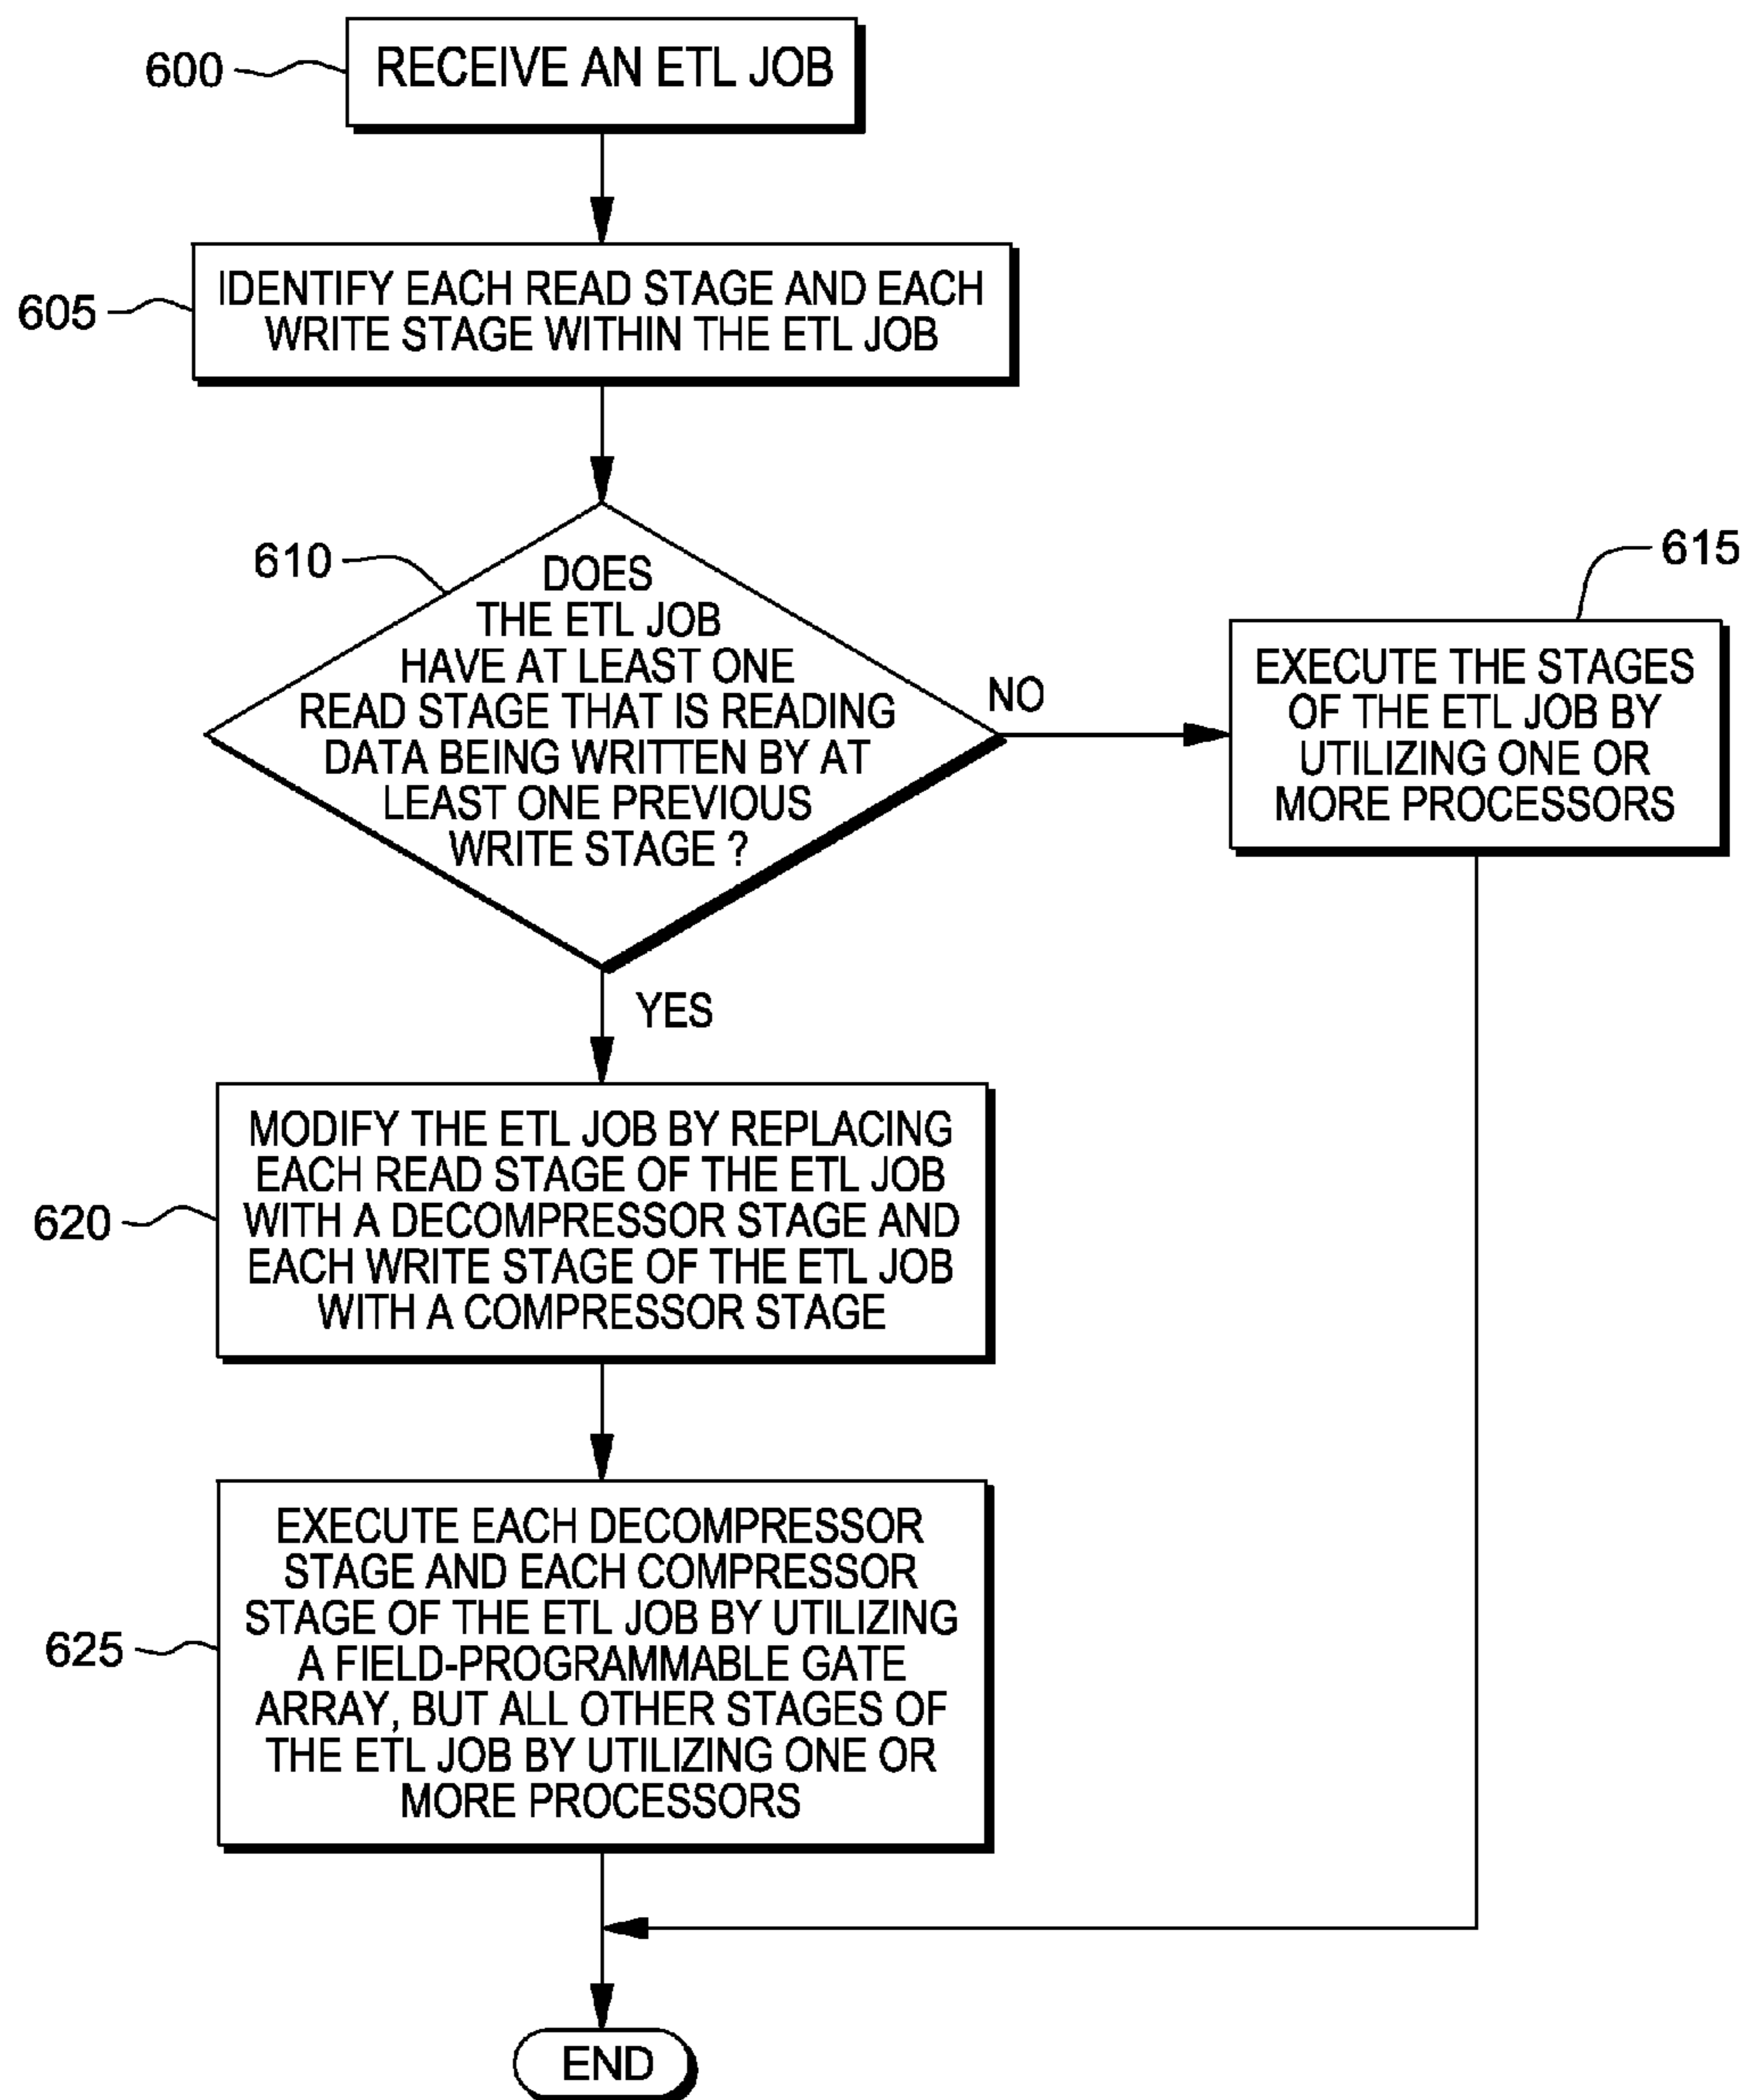 600
RECEIVE AN ETL JOB
605
IDENTIFY EACH READ STAGE AND EACH
WRITE STAGE WITHIN THE ETL JOB
610
DOES
THE ETL JOB
HAVE AT LEAST ONE
READ STAGE THAT IS READING
DATA BEING WRITTEN BY AT
LEAST ONE PREVIOUS
WRITE STAGE ?
NO
615
EXECUTE THE STAGES
OF THE ETL JOB BY
UTILIZING ONE OR
MORE PROCESSORS
YES
620
MODIFY THE ETL JOB BY REPLACING
EACH READ STAGE OF THE ETL JOB
WITH A DECOMPRESSOR STAGE AND
EACH WRITE STAGE OF THE ETL JOB
WITH A COMPRESSOR STAGE
625
EXECUTE EACH DECOMPRESSOR
STAGE AND EACH COMPRESSOR
STAGE OF THE ETL JOB BY UTILIZING
A FIELD-PROGRAMMABLE GATE
ARRAY, BUT ALL OTHER STAGES OF
THE ETL JOB BY UTILIZING ONE OR
MORE PROCESSORS
END